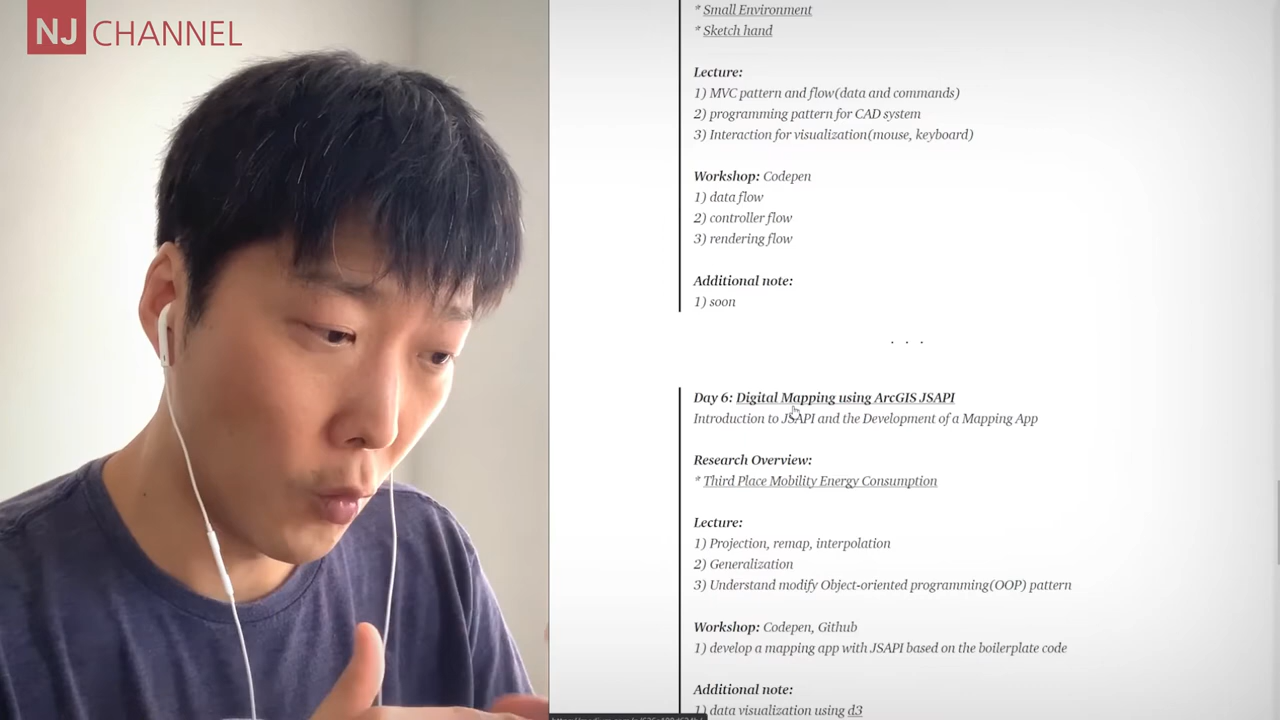 NJ CHANNEL
* Small Environment
* Sketch hand
Lecture:
1) MVC pattern and flow(data and commands)
2) programming pattern for CAD system
3) Interaction for visualization(mouse, keyboard)
Workshop: Codepen
1) data flow
2) controller flow
3) rendering flow
Additional note:
1) soon
. . .
Day 6: Digital Mapping using ArcGIS JSAPI
Introduction to JSAPI and the Development of a Mapping App
Research Overview:
* Third Place Mobility Energy Consumption
Lecture:
1) Projection, remap, interpolation
2) Generalization
3) Understand modify Object-oriented programming(OOP) pattern
Workshop: Codepen, Github
1) develop a mapping app with JSAPI based on the boilerplate code
Additional note:
1) data visualization using d3